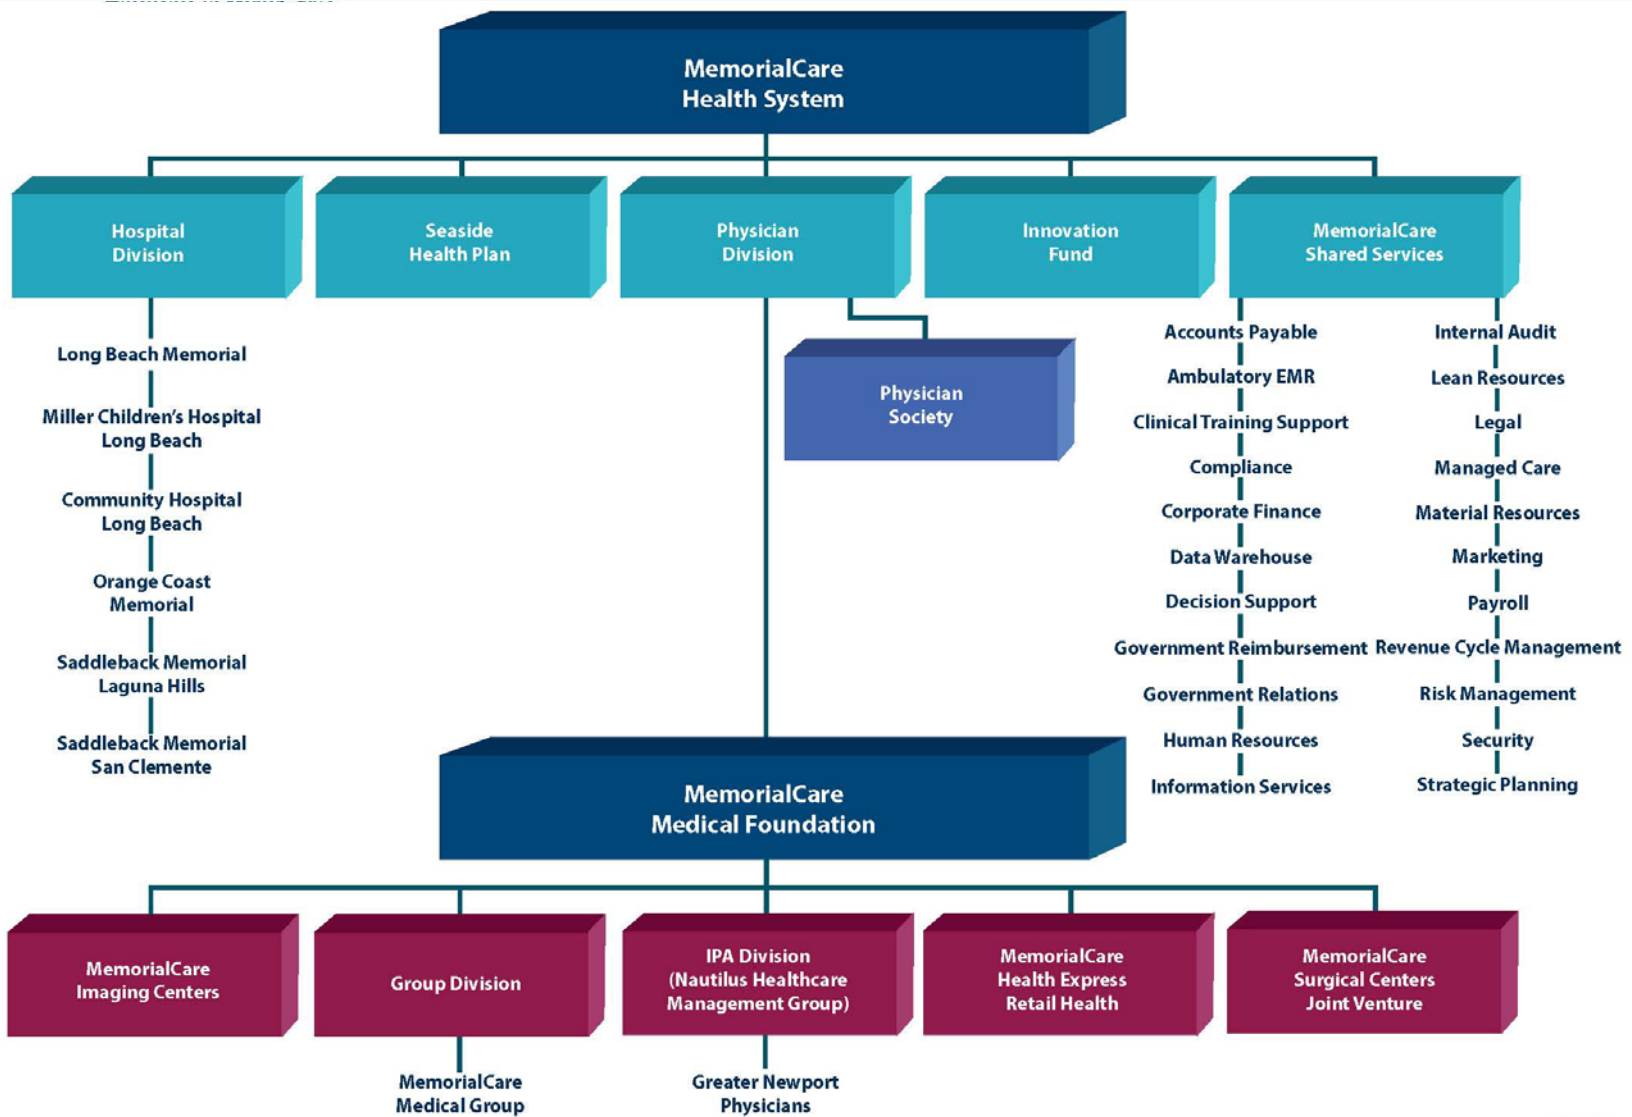 MemorialCare
Health System
Hospital
Division
Seaside
Health Plan
Physician
Division
Innovation
Fund
MemorialCare
Shared Services
Long Beach Memorial
Miller Children's Hospital
Long Beach
Community Hospital
Long Beach
Orange Coast
Memorial
Saddleback Memorial
Laguna Hills
Saddleback Memorial
San Clemente
Physician
Society
Accounts Payable
Ambulatory EMR
Clinical Training Support
Compliance
Corporate Finance
Data Warehouse
Decision Support
Government Reimbursement
Government Relations
Human Resources
Information Services
Internal Audit
Lean Resources
Legal
Managed Care
Material Resources
Marketing
Payroll
Revenue Cycle Management
Risk Management
Security
Strategic Planning
MemorialCare
Medical Foundation
MemorialCare
Imaging Centers
Group Division
IPA Division
(Nautilus Healthcare
Management Group)
MemorialCare
Health Express
Retail Health
MemorialCare
Surgical Centers
Joint Venture
MemorialCare
Medical Group
Greater Newport
Physicians